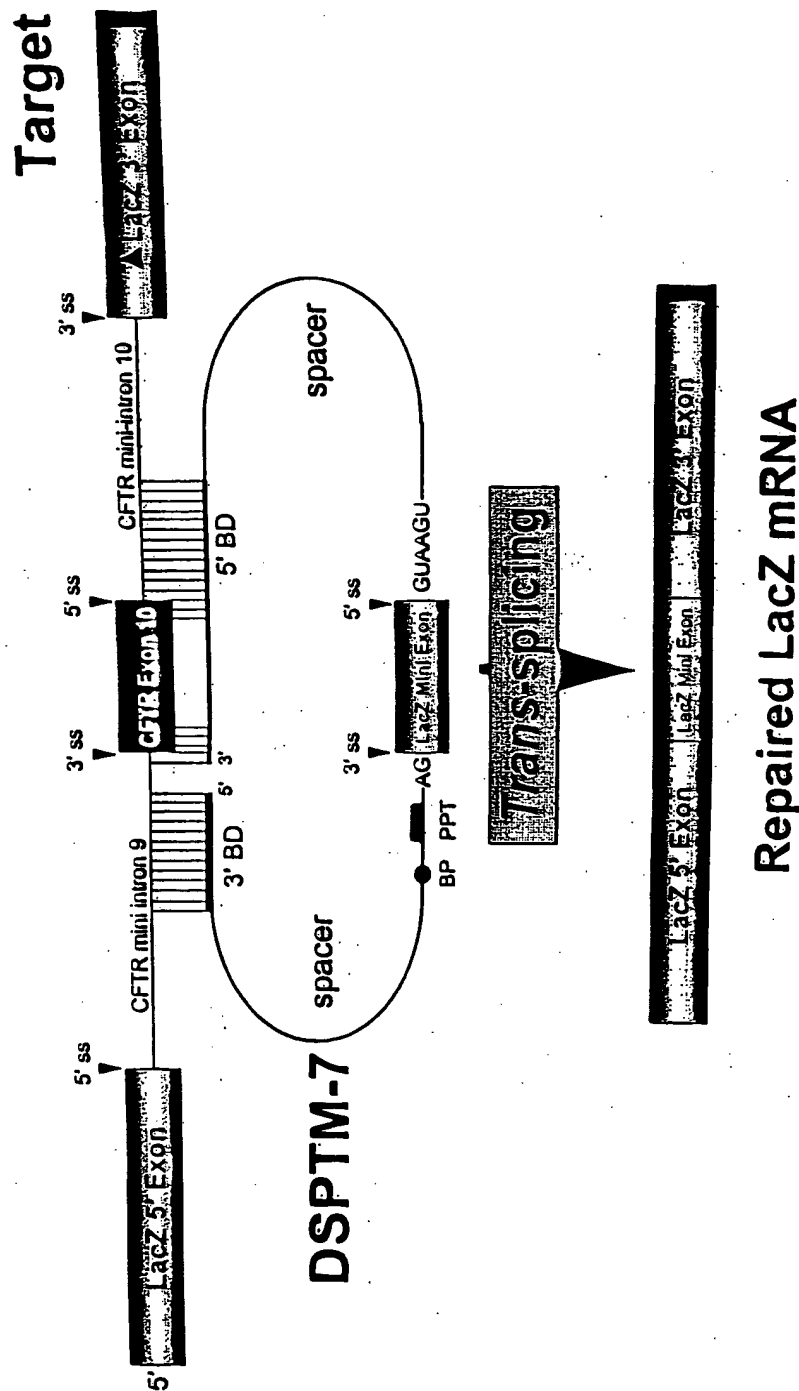 Target
5' ss
3' ss
5' ss
3' ss
5'
LacZ 5' Exon
CFTR mini intron 9
CFTR Exon 10
CFTR mini-intron 10
LacZ 3' Exon
5'
3'
3' BD
5' BD
spacer
spacer
DSPTM-7
3' ss
5' ss
BP
PPT
AG
LacZ Mini Exon
GUAAGU
Trans-splicing
LacZ 5' Exon
LacZ Mini Exon
LacZ 3' Exon
Repaired LacZ mRNA